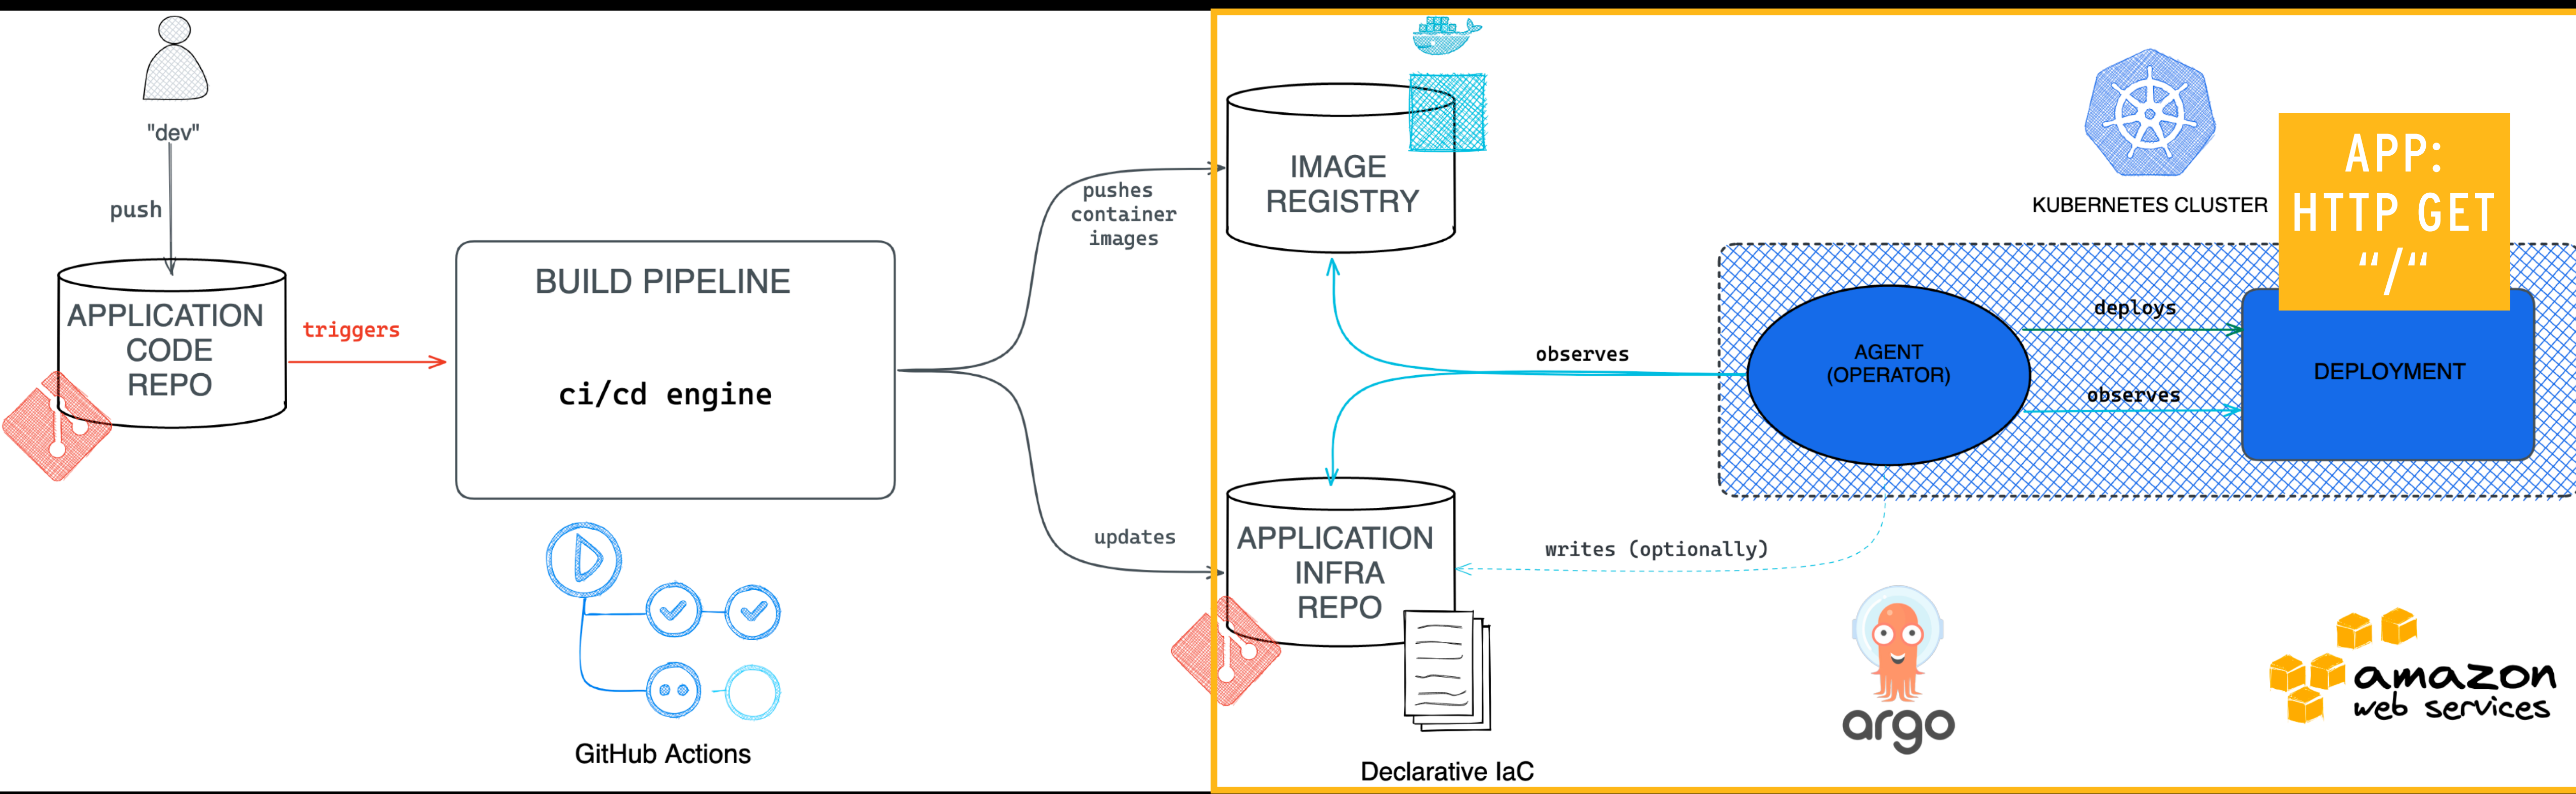 "dev"
push
APPLICATION
CODE
REPO
triggers
BUILD PIPELINE
ci/cd engine
GitHub Actions
pushes
container
images
updates
IMAGE
REGISTRY
APPLICATION
INFRA
REPO
Declarative IaC
observes
writes (optionally)
KUBERNETES CLUSTER
AGENT
(OPERATOR)
deploys
observes
APP:
HTTP GET
“/“
DEPLOYMENT
argo
amazon
web services